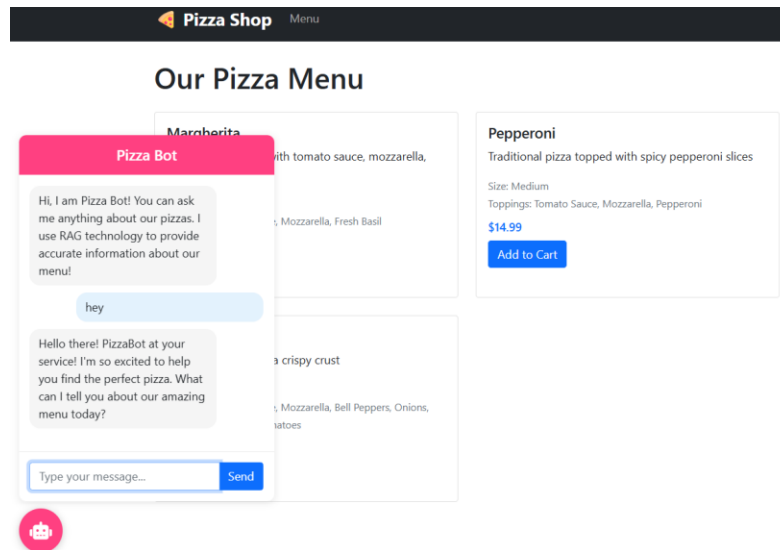 Pizza Shop Menu
Our Pizza Menu
Margherita
ith tomato sauce, mozzarella,
, Mozzarella, Fresh Basil
Pepperoni
Traditional pizza topped with spicy pepperoni slices
Size: Medium
Toppings: Tomato Sauce, Mozzarella, Pepperoni
$14.99
Add to Cart
a crispy crust
, Mozzarella, Bell Peppers, Onions,
atoes
Pizza Bot
Hi, I am Pizza Bot! You can ask
me anything about our pizzas. I
use RAG technology to provide
accurate information about our
menu!
hey
Hello there! PizzaBot at your
service! I'm so excited to help
you find the perfect pizza. What
can I tell you about our amazing
menu today?
Type your message...
Send